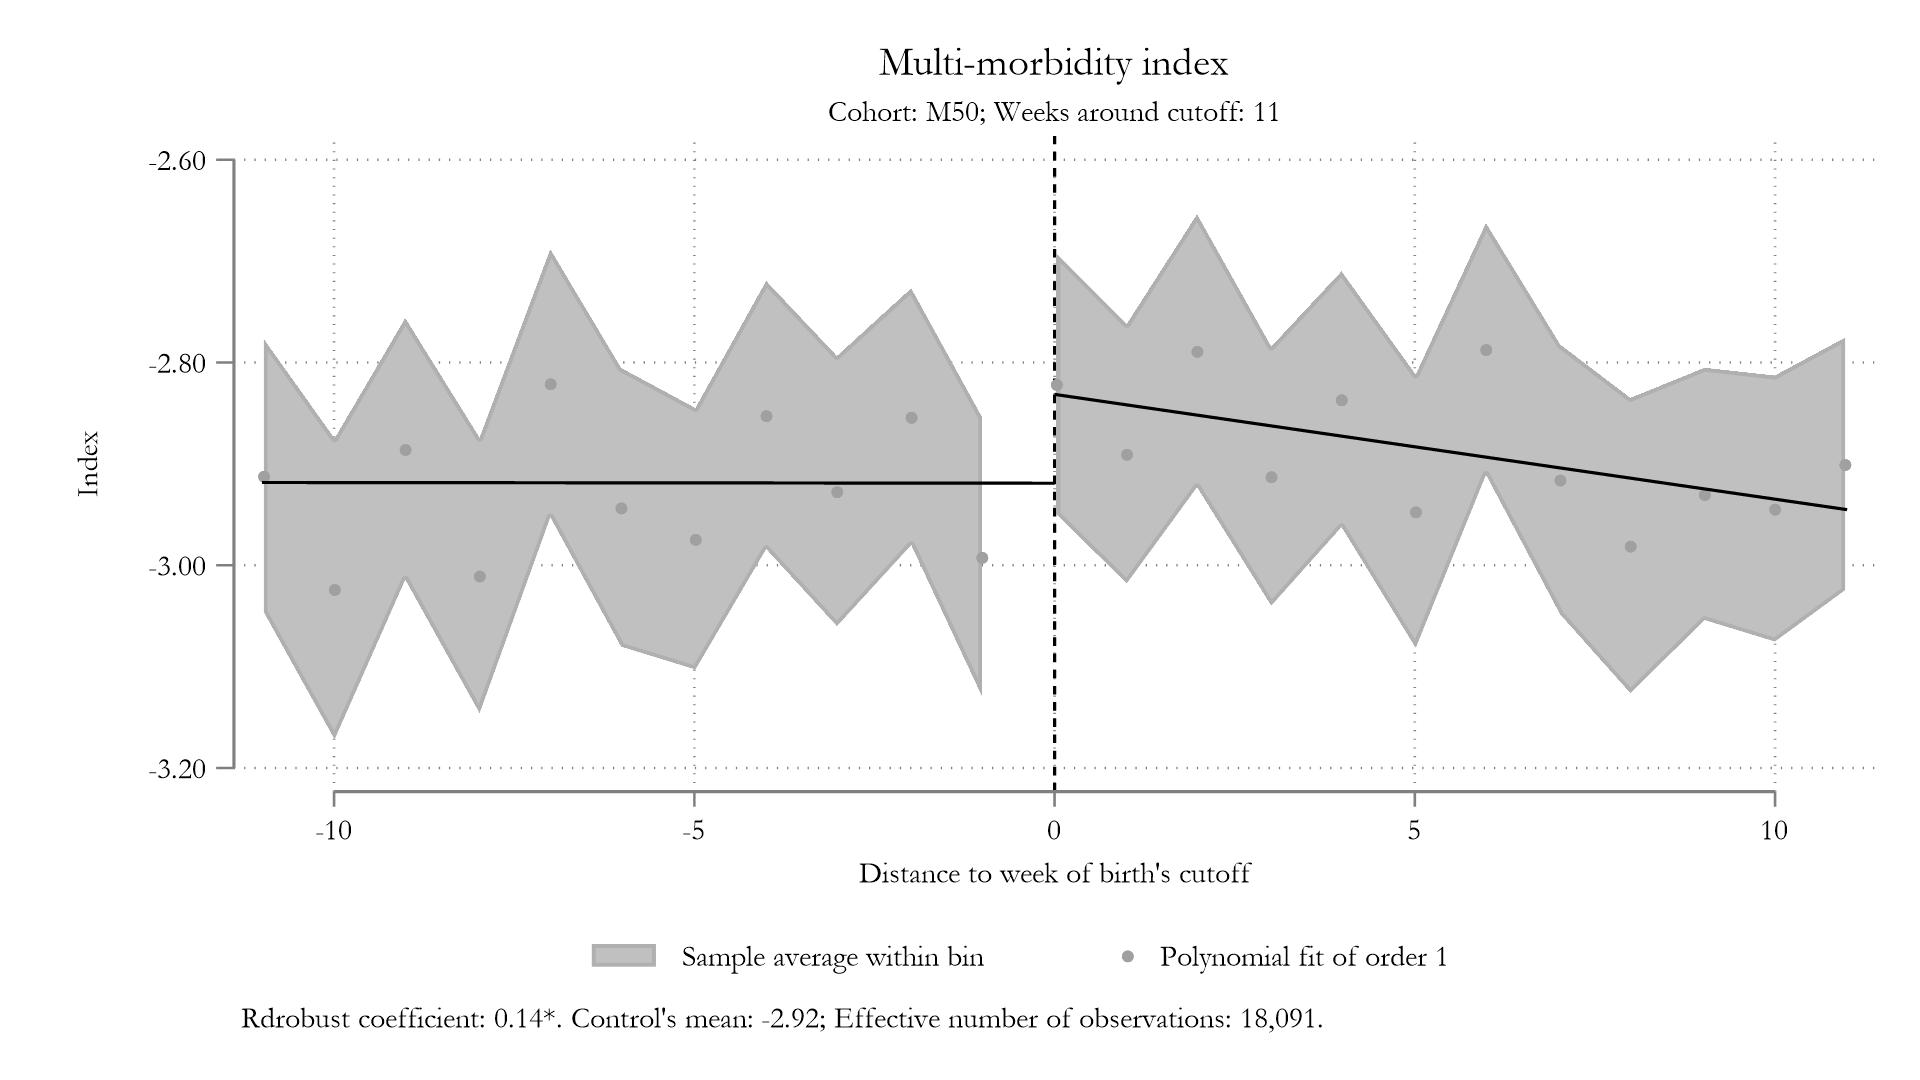 Multi-morbidity index
Cohort: M50; Weeks around cutoff: 11
-2.60
-2.80
-3.00
-3.20
Index
-10
-5
0
5
10
Distance to week of birth's cutoff
Sample average within bin
Polynomial fit of order 1
Rdrobust coefficient: 0.14*. Control's mean: -2.92; Effective number of observations: 18,091.